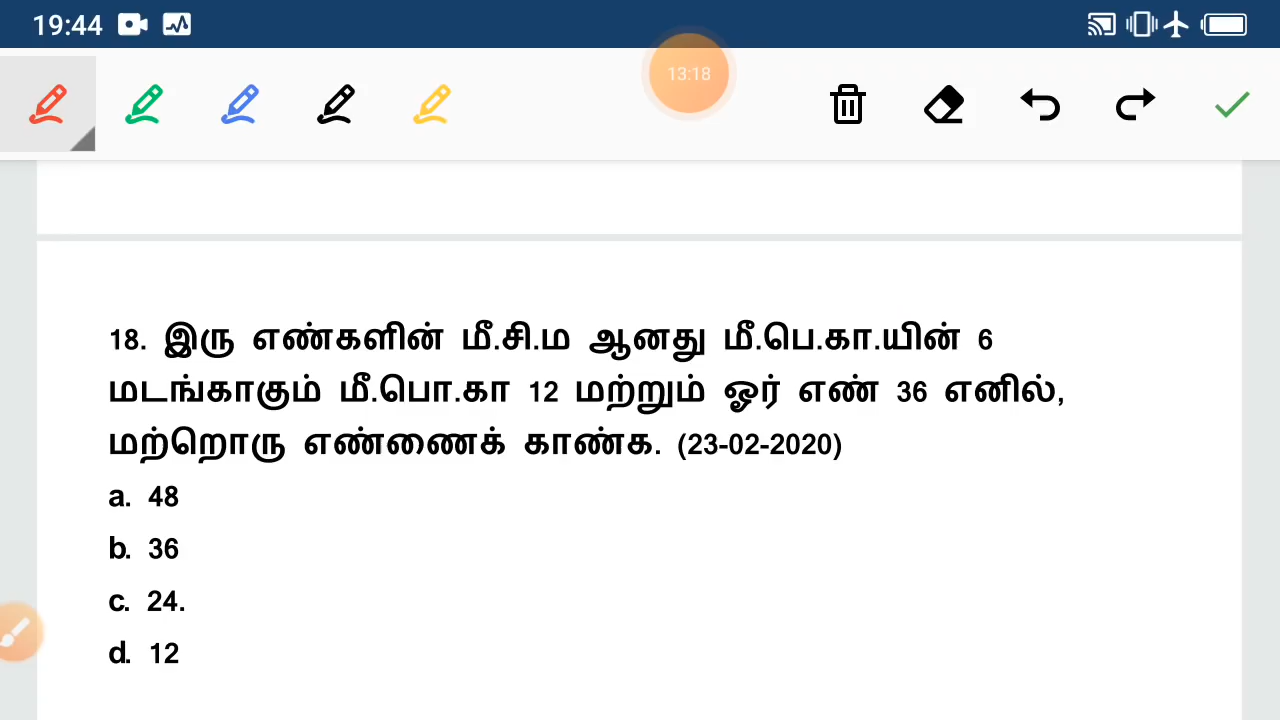 19:44
13:18
18. இரு எண்களின் மீ.சி.ம ஆனது மீ.பெ.கா.யின் 6
மடங்காகும் மீ.பொ.கா 12 மற்றும் ஓர் எண் 36 எனில்,
மற்றொரு எண்ணைக் காண்க. (23-02-2020)
a. 48
b. 36
c. 24.
d. 12